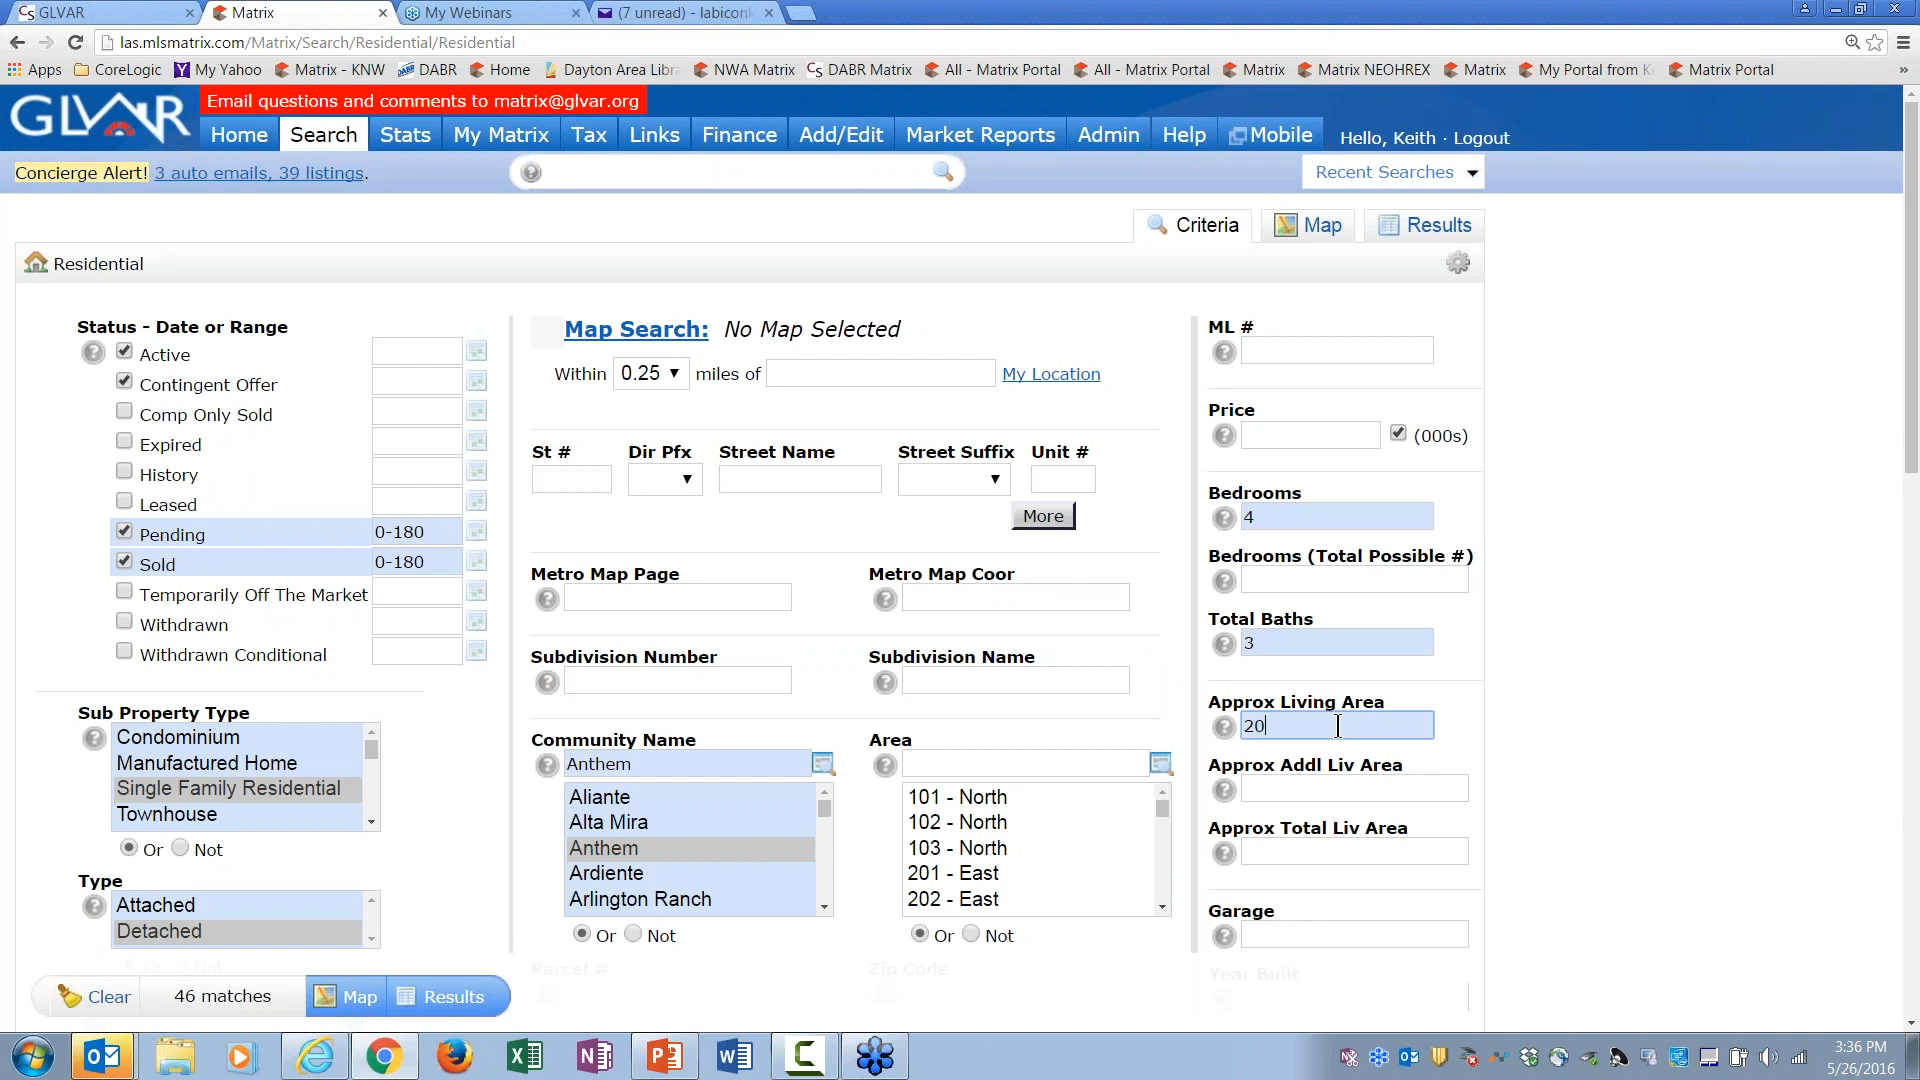 GLVAR
Matrix
My Webinars
(7 unread) - labiconk
las.mlsmatrix.com/Matrix/Search/Residential/Residential
Apps
CoreLogic
My Yahoo
Matrix - KNW
DABR
Home
Dayton Area Libr
NWA Matrix
DABR Matrix
All - Matrix Portal
All - Matrix Portal
Matrix
Matrix NEOHREX
Matrix
My Portal from
Matrix Portal
»
GLVAR
Email questions and comments to matrix@glvar.org
Home
Search
Stats
My Matrix
Tax
Links
Finance
Add/Edit
Market Reports
Admin
Help
Mobile
Hello, Keith · Logout
Concierge Alert! 3 auto emails, 39 listings.
Recent Searches
Criteria
Map
Results
Residential
Status - Date or Range
Active
Contingent Offer
Comp Only Sold
Expired
History
Leased
Pending 0-180
Sold 0-180
Temporarily Off The Market
Withdrawn
Withdrawn Conditional
Sub Property Type
Condominium
Manufactured Home
Single Family Residential
Townhouse
Or Not
Type
Attached
Detached
Or Not
Clear
46 matches
Map
Results
Map Search: No Map Selected
Within 0.25 miles of My Location
St # Dir Pfx Street Name Street Suffix Unit #
More
Metro Map Page
Metro Map Coor
Subdivision Number
Subdivision Name
Community Name
Anthem
Aliante
Alta Mira
Anthem
Ardiente
Arlington Ranch
Or Not
Area
101 - North
102 - North
103 - North
201 - East
202 - East
Or Not
Parcel #
Zip Code
ML #
Price
(000s)
Bedrooms
4
Bedrooms (Total Possible #)
Total Baths
3
Approx Living Area
20
Approx Addl Liv Area
Approx Total Liv Area
Garage
Year Built
3:36 PM
5/26/2016